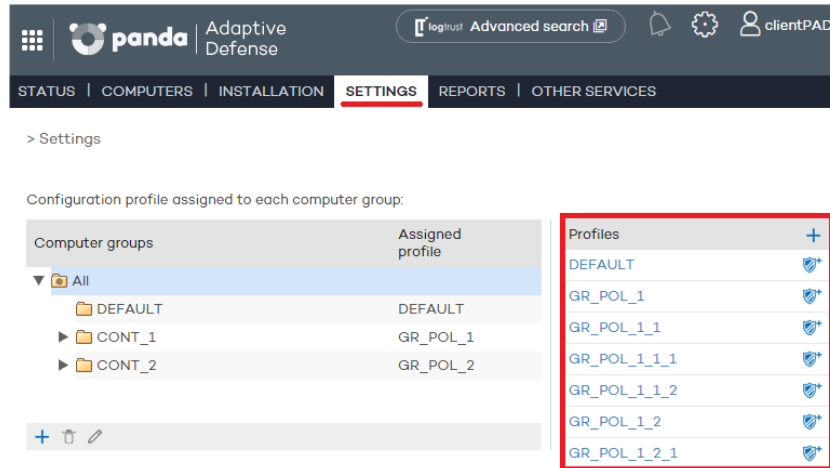 panda Adaptive Defense
logtrust Advanced search
clientPAD
STATUS | COMPUTERS | INSTALLATION SETTINGS REPORTS | OTHER SERVICES
> Settings
Configuration profile assigned to each computer group:
Computer groups Assigned profile
All
DEFAULT DEFAULT
CONT_1 GR_POL_1
CONT_2 GR_POL_2
Profiles
DEFAULT
GR_POL_1
GR_POL_1_1
GR_POL_1_1_1
GR_POL_1_1_2
GR_POL_1_2
GR_POL_1_2_1